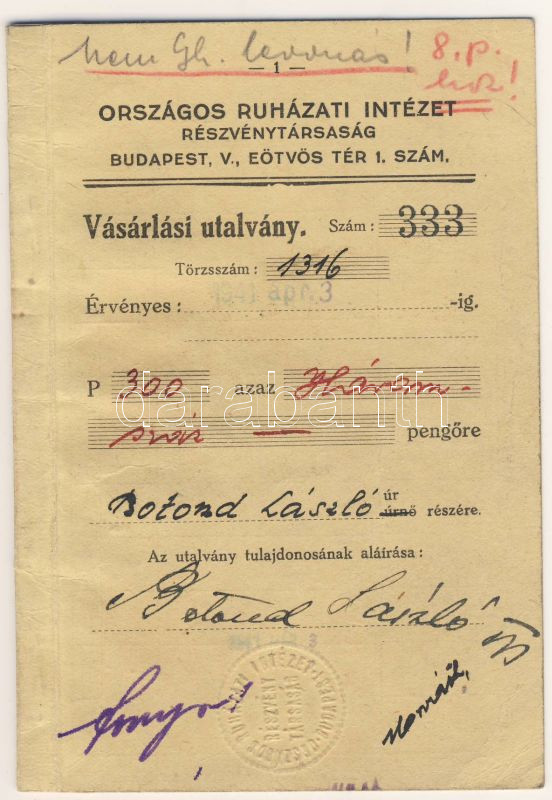 Nem Gh. levonás! 8.p.
— 1 —
ORSZÁGOS RUHÁZATI INTÉZET
RÉSZVÉNYTÁRSASÁG
BUDAPEST, V., EÖTVÖS TÉR 1. SZÁM.
Vásárlási utalvány. Szám: 333
Törzsszám: 1316
1941 ápr. 3
Érvényes: -ig.
P 300 azaz Három-
száz — pengőre
darabanth
Botond László úr
úrnő részére.
Az utalvány tulajdonosának aláírása:
Botond László